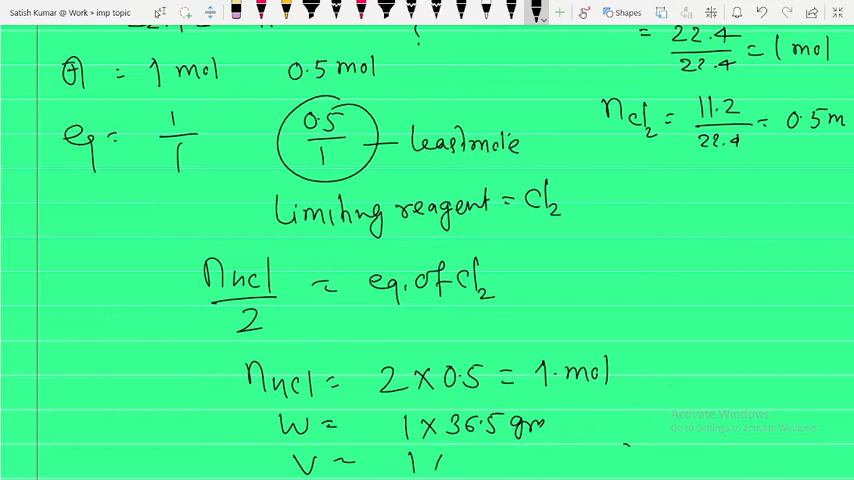 Satish Kumar @ Work » imp topic
Shapes
= 22.4 / 22.4 = 1 mol
= 1 mol 0.5 mol
nCl2 = 11.2 / 22.4 = 0.5 m
eq = 1 / 1 0.5 / 1 — least mole
Limiting reagent = Cl2
nHCl / 2 = eq. of Cl2
nHCl = 2 × 0.5 = 1. mol
W = 1 × 36.5 gm
V = 1
Activate Windows
Go to Settings to activate Windows.